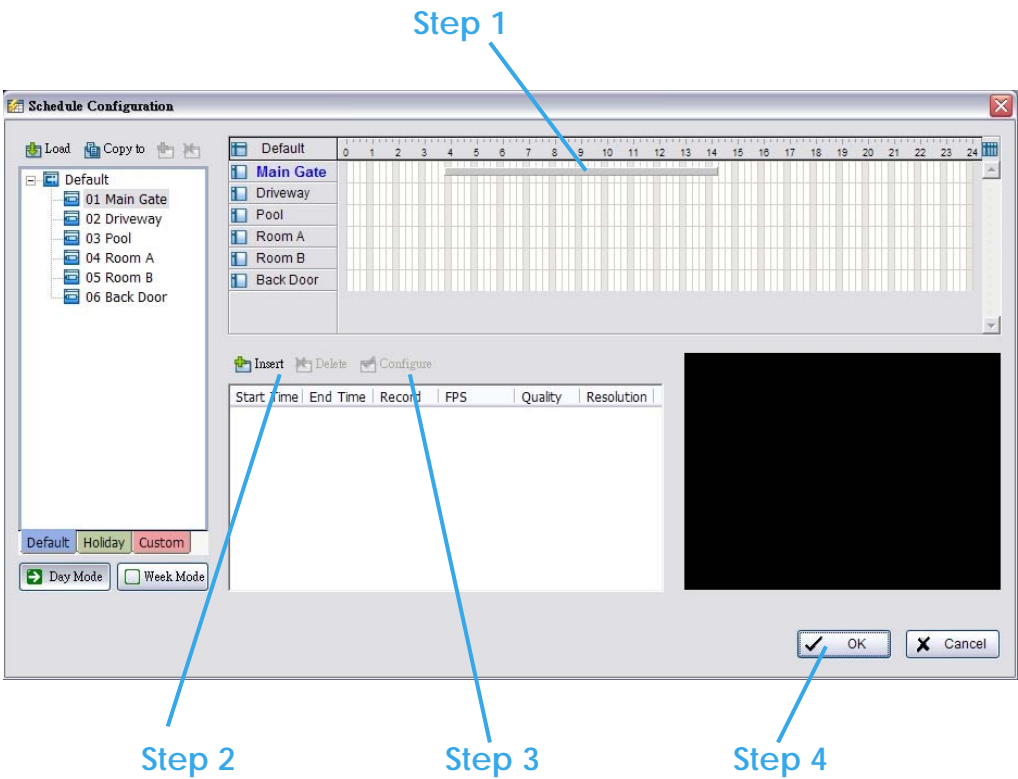 Step 1
Schedule Configuration
Load Copy to
Default
01 Main Gate
02 Driveway
03 Pool
04 Room A
05 Room B
06 Back Door
Default Holiday Custom
Day Mode Week Mode
Default 0 1 2 3 4 5 6 7 8 9 10 11 12 13 14 15 16 17 18 19 20 21 22 23 24
Main Gate
Driveway
Pool
Room A
Room B
Back Door
Insert Delete Configure
Start Time End Time Record FPS Quality Resolution
OK Cancel
Step 2 Step 3 Step 4